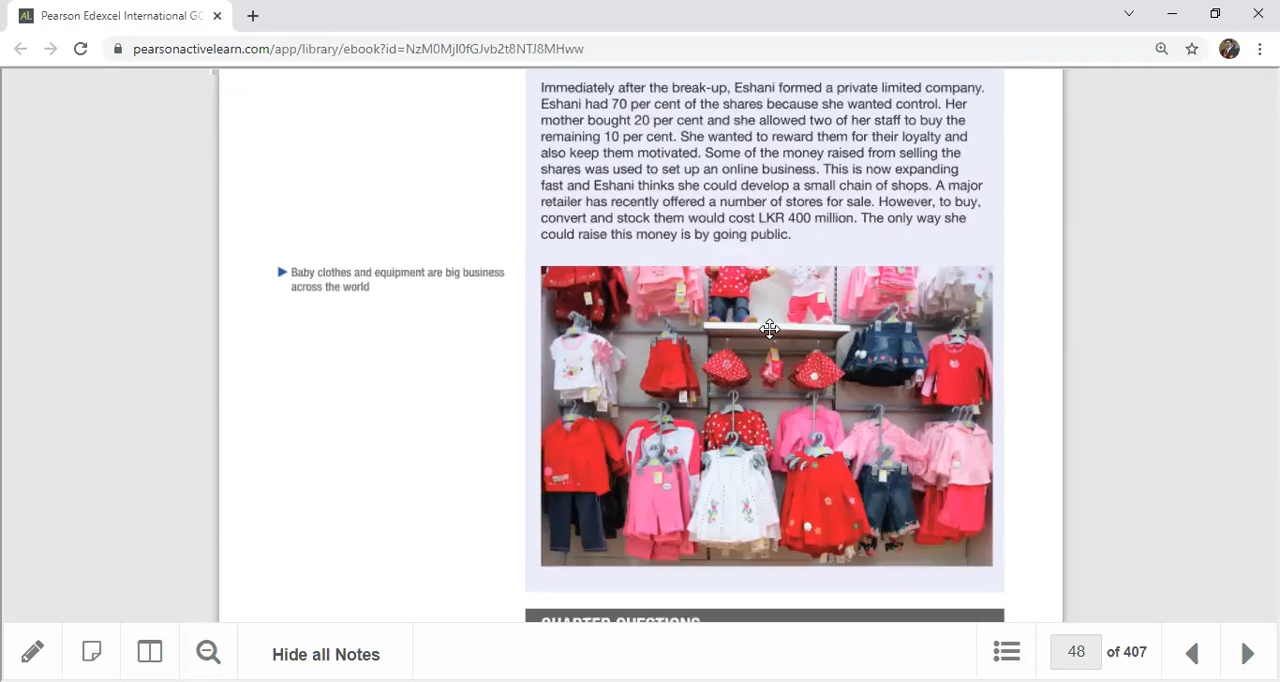 Pearson Edexcel International GC
pearsonactivelearn.com/app/library/ebook?id=NzM0MjI0fGJvb2t8NTJ8MHww
Immediately after the break-up, Eshani formed a private limited company.
Eshani had 70 per cent of the shares because she wanted control. Her
mother bought 20 per cent and she allowed two of her staff to buy the
remaining 10 per cent. She wanted to reward them for their loyalty and
also keep them motivated. Some of the money raised from selling the
shares was used to set up an online business. This is now expanding
fast and Eshani thinks she could develop a small chain of shops. A major
retailer has recently offered a number of stores for sale. However, to buy,
convert and stock them would cost LKR 400 million. The only way she
could raise this money is by going public.
Baby clothes and equipment are big business
across the world
CHAPTER QUESTIONS
Hide all Notes
48 of 407